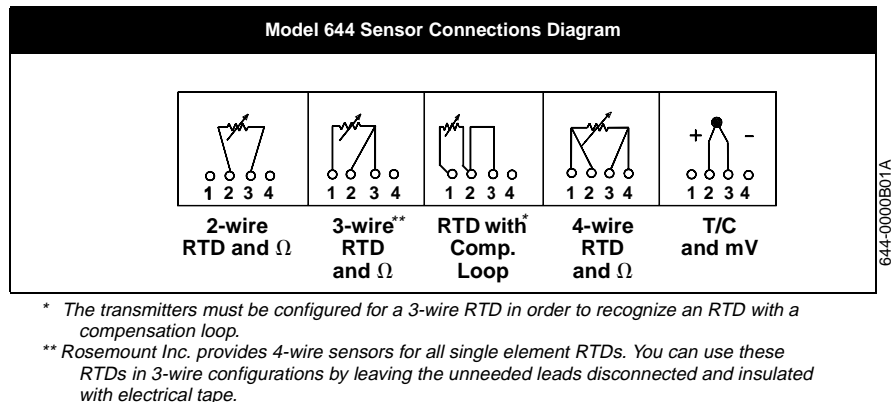 Model 644 Sensor Connections Diagram
+ -
1 2 3 4
1 2 3 4
1 2 3 4
1 2 3 4
1 2 3 4
2-wire
RTD and Ω
3-wire**
RTD
and Ω
RTD with*
Comp.
Loop
4-wire
RTD
and Ω
T/C
and mV
644-0000B01A
* The transmitters must be configured for a 3-wire RTD in order to recognize an RTD with a
compensation loop.
** Rosemount Inc. provides 4-wire sensors for all single element RTDs. You can use these
RTDs in 3-wire configurations by leaving the unneeded leads disconnected and insulated
with electrical tape.